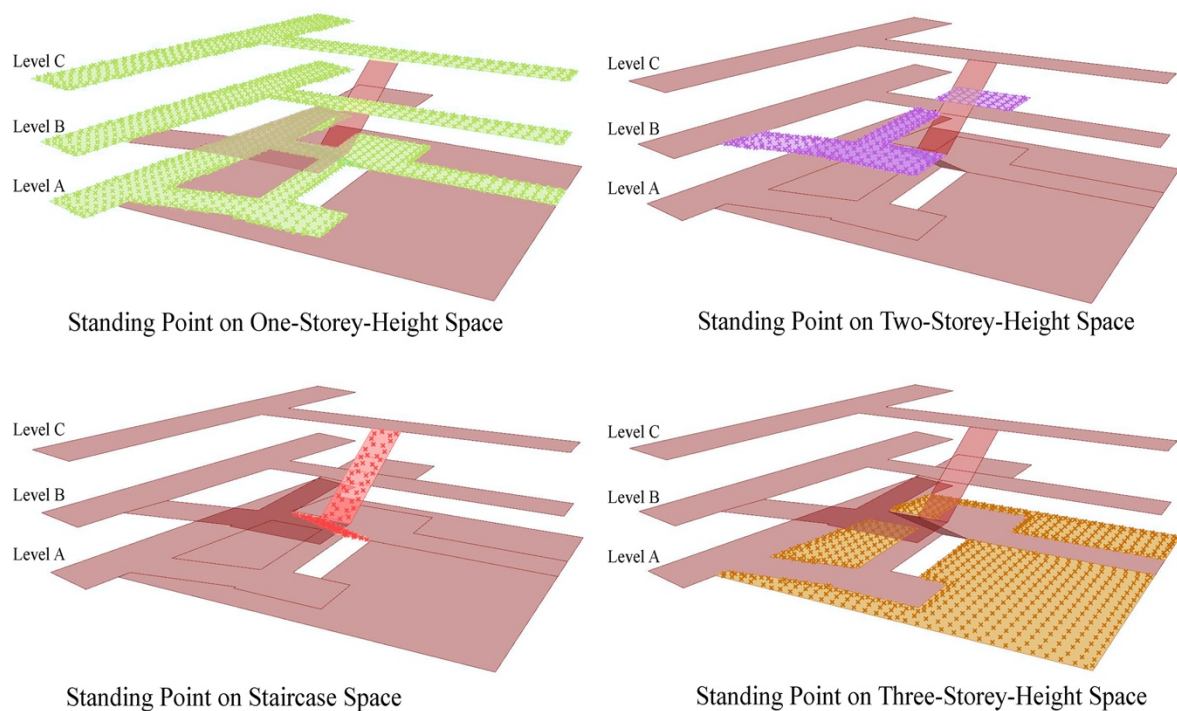 Level C
Level B
Level A
Standing Point on One-Storey-Height Space
Level C
Level B
Level A
Standing Point on Two-Storey-Height Space
Level C
Level B
Level A
Standing Point on Staircase Space
Level C
Level B
Level A
Standing Point on Three-Storey-Height Space